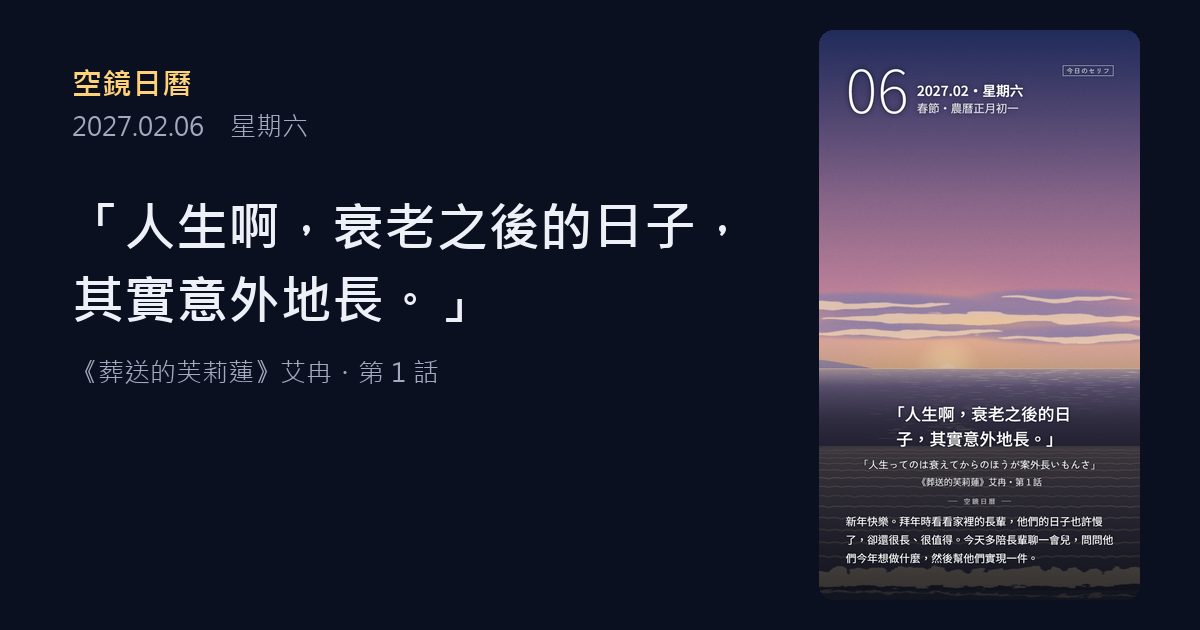 空鏡日曆
2027.02.06 星期六
「人生啊,衰老之後的日子,
其實意外地長。」
《葬送的芙莉蓮》艾冉・第 1 話
今日のセリフ
06
2027.02・星期六
春節・農曆正月初一
「人生啊,衰老之後的日
子,其實意外地長。」
「人生ってのは衰えてからのほうが案外長いもんさ」
《葬送的芙莉蓮》艾冉・第 1 話
空鏡日曆
新年快樂。拜年時看看家裡的長輩,他們的日子也許慢
了,卻還很長、很值得。今天多陪長輩聊一會兒,問問他
們今年想做什麼,然後幫他們實現一件。